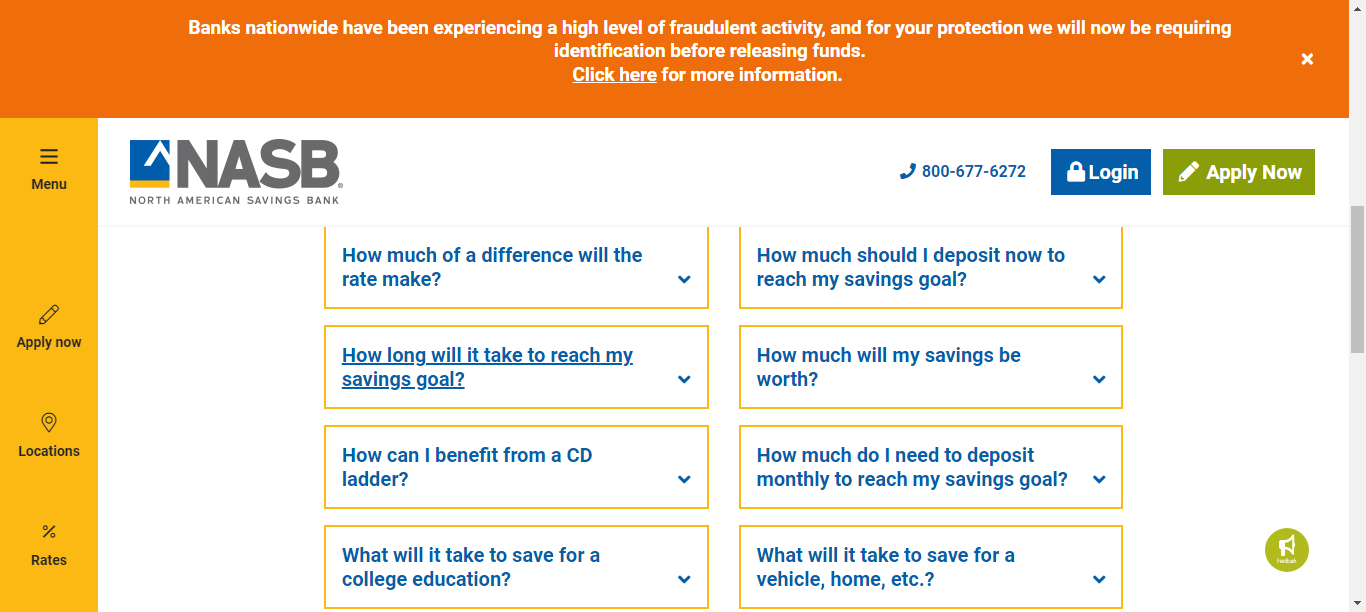 Banks nationwide have been experiencing a high level of fraudulent activity, and for your protection we will now be requiring
identification before releasing funds.
Click here for more information.
Menu
NASB
NORTH AMERICAN SAVINGS BANK
800-677-6272
Login
Apply Now
How much of a difference will the
rate make?
How much should I deposit now to
reach my savings goal?
Apply now
How long will it take to reach my
savings goal?
How much will my savings be
worth?
Locations
How can I benefit from a CD
ladder?
How much do I need to deposit
monthly to reach my savings goal?
Rates
What will it take to save for a
college education?
What will it take to save for a
vehicle, home, etc.?
Feedback